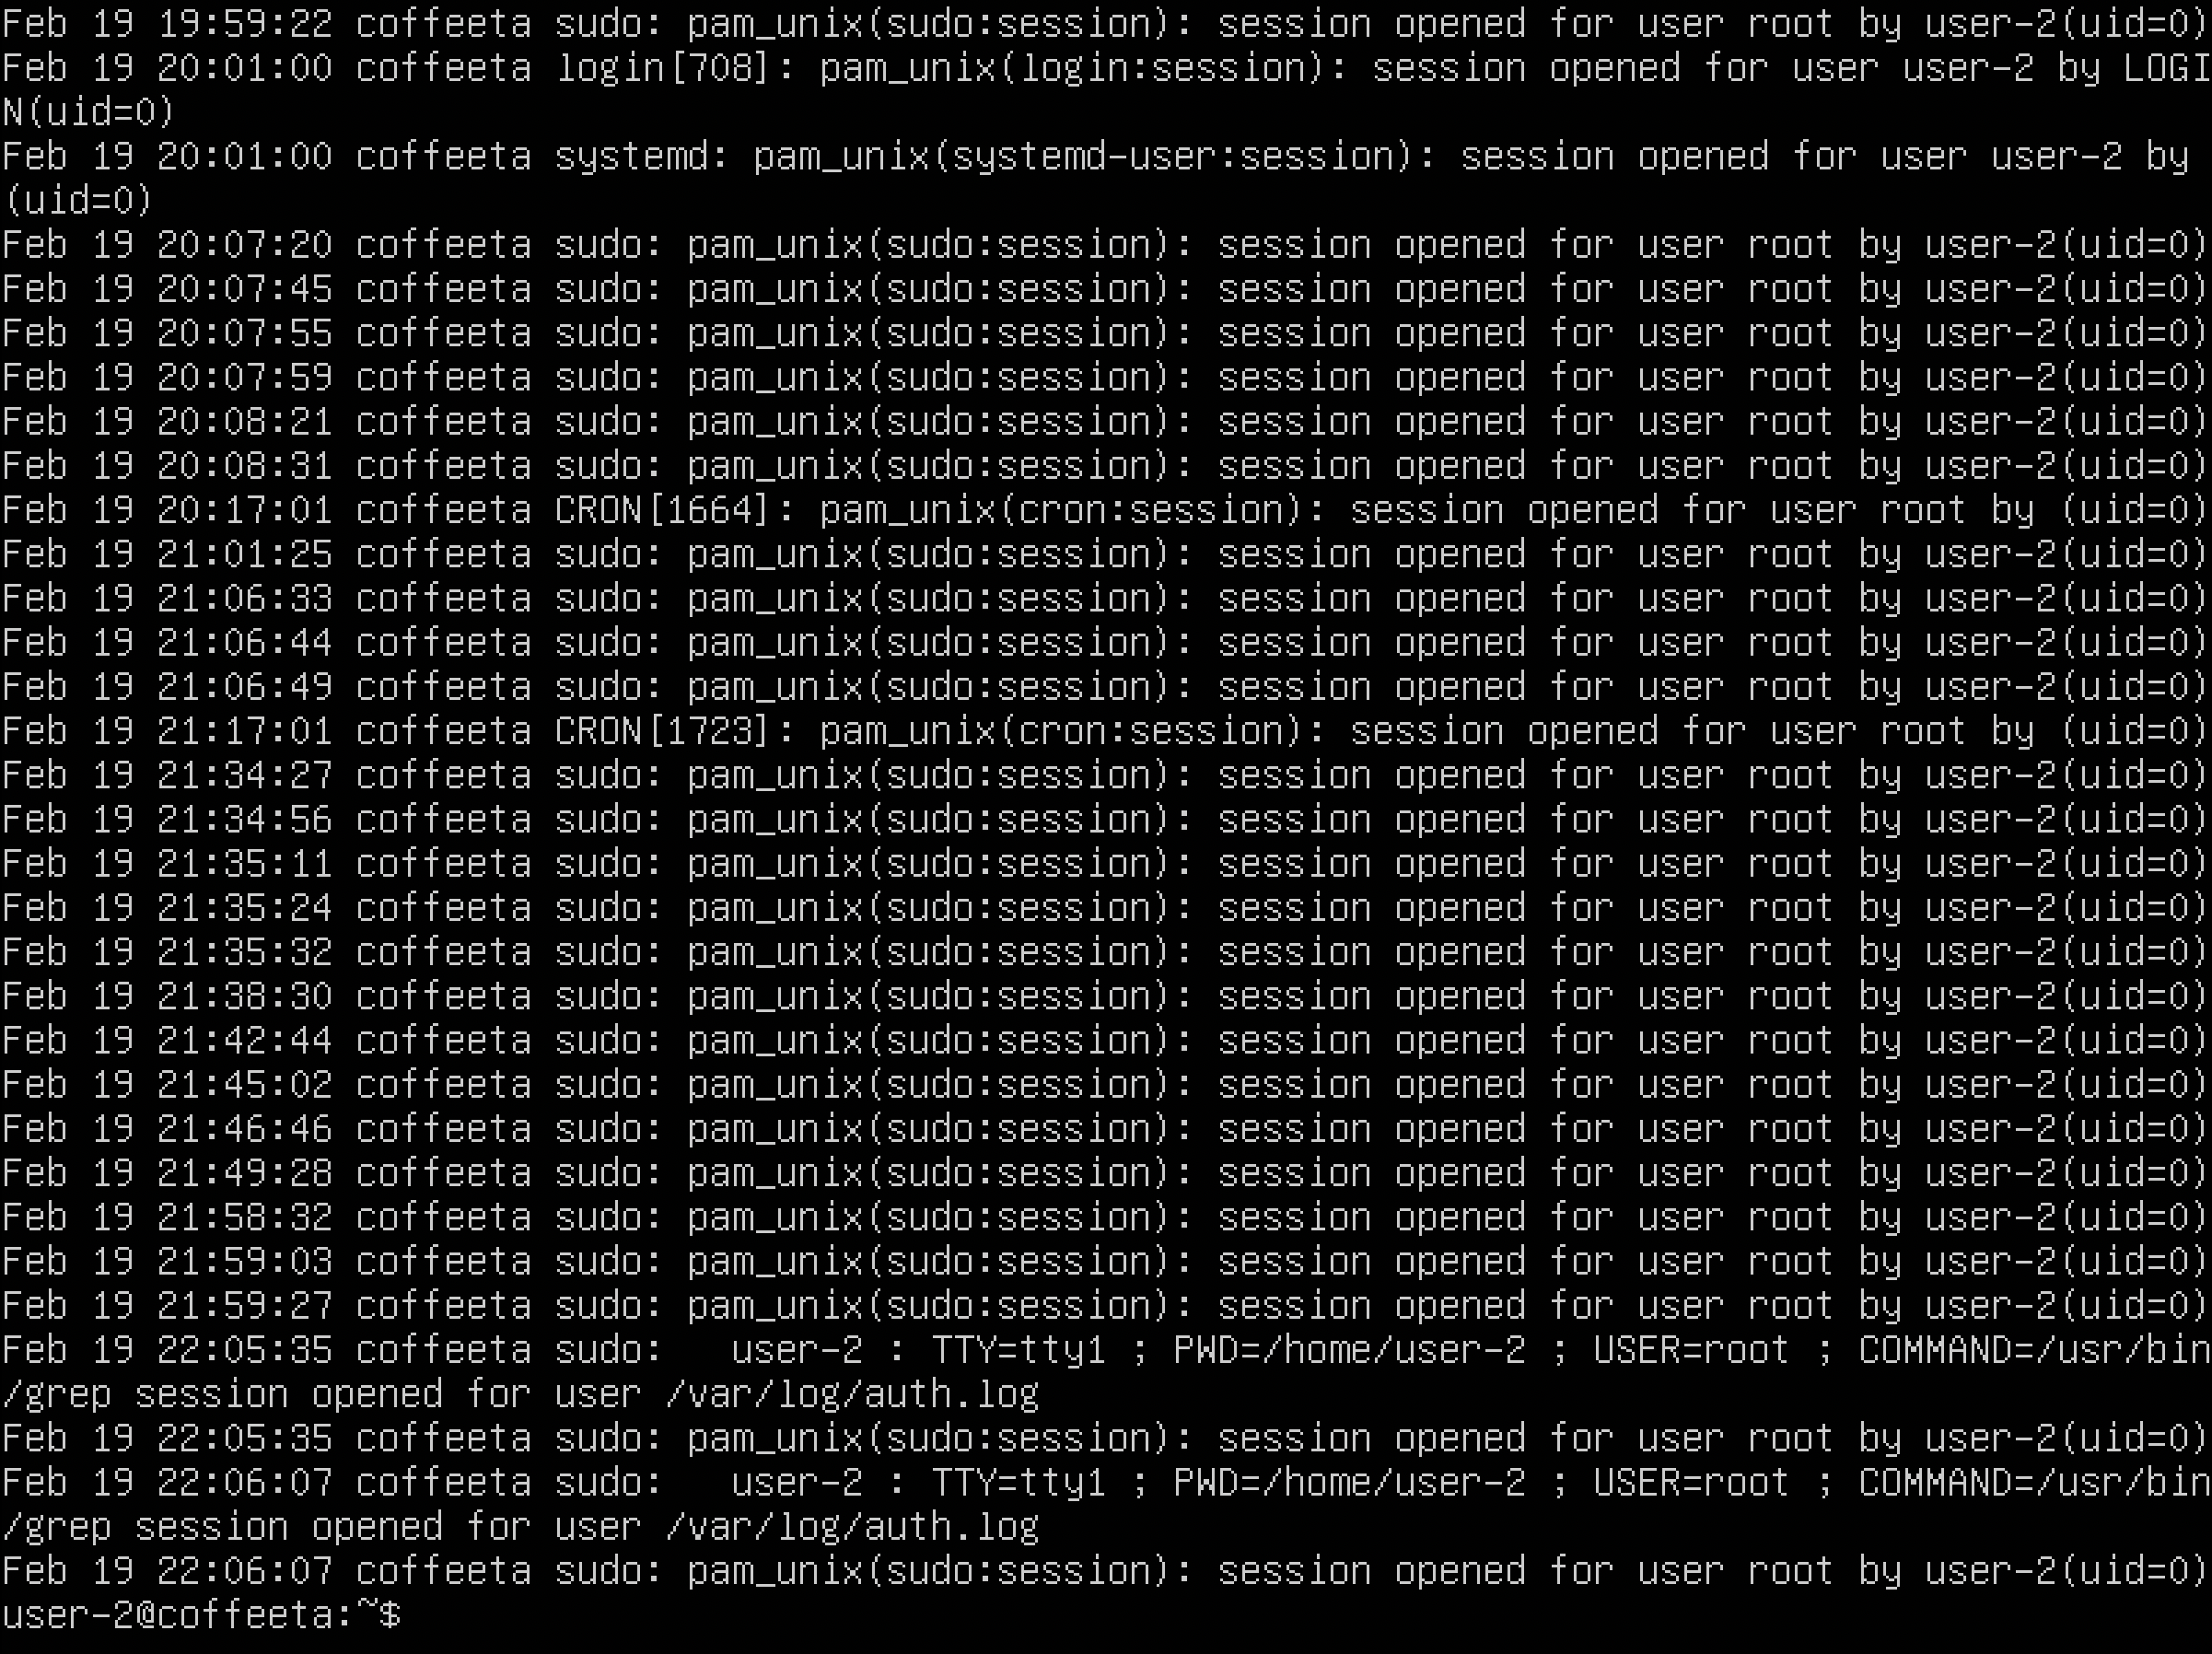 Feb 19 19:59:22 coffeeta sudo: pam_unix(sudo:session): session opened for user root by user-2(uid=0)
Feb 19 20:01:00 coffeeta login[708]: pam_unix(login:session): session opened for user user-2 by LOGI
N(uid=0)
Feb 19 20:01:00 coffeeta systemd: pam_unix(systemd-user:session): session opened for user user-2 by
(uid=0)
Feb 19 20:07:20 coffeeta sudo: pam_unix(sudo:session): session opened for user root by user-2(uid=0)
Feb 19 20:07:45 coffeeta sudo: pam_unix(sudo:session): session opened for user root by user-2(uid=0)
Feb 19 20:07:55 coffeeta sudo: pam_unix(sudo:session): session opened for user root by user-2(uid=0)
Feb 19 20:07:59 coffeeta sudo: pam_unix(sudo:session): session opened for user root by user-2(uid=0)
Feb 19 20:08:21 coffeeta sudo: pam_unix(sudo:session): session opened for user root by user-2(uid=0)
Feb 19 20:08:31 coffeeta sudo: pam_unix(sudo:session): session opened for user root by user-2(uid=0)
Feb 19 20:17:01 coffeeta CRON[1664]: pam_unix(cron:session): session opened for user root by (uid=0)
Feb 19 21:01:25 coffeeta sudo: pam_unix(sudo:session): session opened for user root by user-2(uid=0)
Feb 19 21:06:33 coffeeta sudo: pam_unix(sudo:session): session opened for user root by user-2(uid=0)
Feb 19 21:06:44 coffeeta sudo: pam_unix(sudo:session): session opened for user root by user-2(uid=0)
Feb 19 21:06:49 coffeeta sudo: pam_unix(sudo:session): session opened for user root by user-2(uid=0)
Feb 19 21:17:01 coffeeta CRON[1723]: pam_unix(cron:session): session opened for user root by (uid=0)
Feb 19 21:34:27 coffeeta sudo: pam_unix(sudo:session): session opened for user root by user-2(uid=0)
Feb 19 21:34:56 coffeeta sudo: pam_unix(sudo:session): session opened for user root by user-2(uid=0)
Feb 19 21:35:11 coffeeta sudo: pam_unix(sudo:session): session opened for user root by user-2(uid=0)
Feb 19 21:35:24 coffeeta sudo: pam_unix(sudo:session): session opened for user root by user-2(uid=0)
Feb 19 21:35:32 coffeeta sudo: pam_unix(sudo:session): session opened for user root by user-2(uid=0)
Feb 19 21:38:30 coffeeta sudo: pam_unix(sudo:session): session opened for user root by user-2(uid=0)
Feb 19 21:42:44 coffeeta sudo: pam_unix(sudo:session): session opened for user root by user-2(uid=0)
Feb 19 21:45:02 coffeeta sudo: pam_unix(sudo:session): session opened for user root by user-2(uid=0)
Feb 19 21:46:46 coffeeta sudo: pam_unix(sudo:session): session opened for user root by user-2(uid=0)
Feb 19 21:49:28 coffeeta sudo: pam_unix(sudo:session): session opened for user root by user-2(uid=0)
Feb 19 21:58:32 coffeeta sudo: pam_unix(sudo:session): session opened for user root by user-2(uid=0)
Feb 19 21:59:03 coffeeta sudo: pam_unix(sudo:session): session opened for user root by user-2(uid=0)
Feb 19 21:59:27 coffeeta sudo: pam_unix(sudo:session): session opened for user root by user-2(uid=0)
Feb 19 22:05:35 coffeeta sudo:   user-2 : TTY=tty1 ; PWD=/home/user-2 ; USER=root ; COMMAND=/usr/bin
/grep session opened for user /var/log/auth.log
Feb 19 22:05:35 coffeeta sudo: pam_unix(sudo:session): session opened for user root by user-2(uid=0)
Feb 19 22:06:07 coffeeta sudo:   user-2 : TTY=tty1 ; PWD=/home/user-2 ; USER=root ; COMMAND=/usr/bin
/grep session opened for user /var/log/auth.log
Feb 19 22:06:07 coffeeta sudo: pam_unix(sudo:session): session opened for user root by user-2(uid=0)
user-2@coffeeta:~$